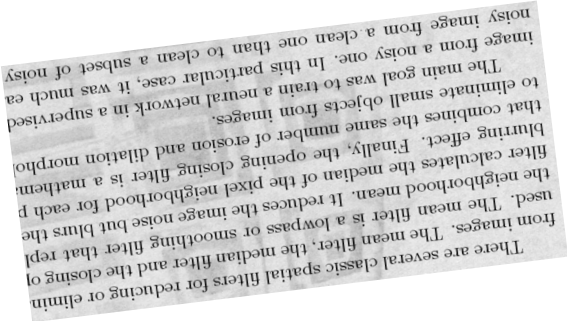 There are several classic spatial filters for reducing or elimin
from images. The mean filter, the median filter and the closing o
used. The mean filter is a lowpass or smoothing filter that repl
the neighborhood mean. It reduces the image noise but blurs the
filter calculates the median of the pixel neighborhood for each p
blurring effect. Finally, the opening closing filter is a mathem
that combines the same number of erosion and dilation morpho
to eliminate small objects from images.
The main goal was to train a neural network in a supervised
image from a noisy one. In this particular case, it was much ea
noisy image from a clean one than to clean a subset of noisy